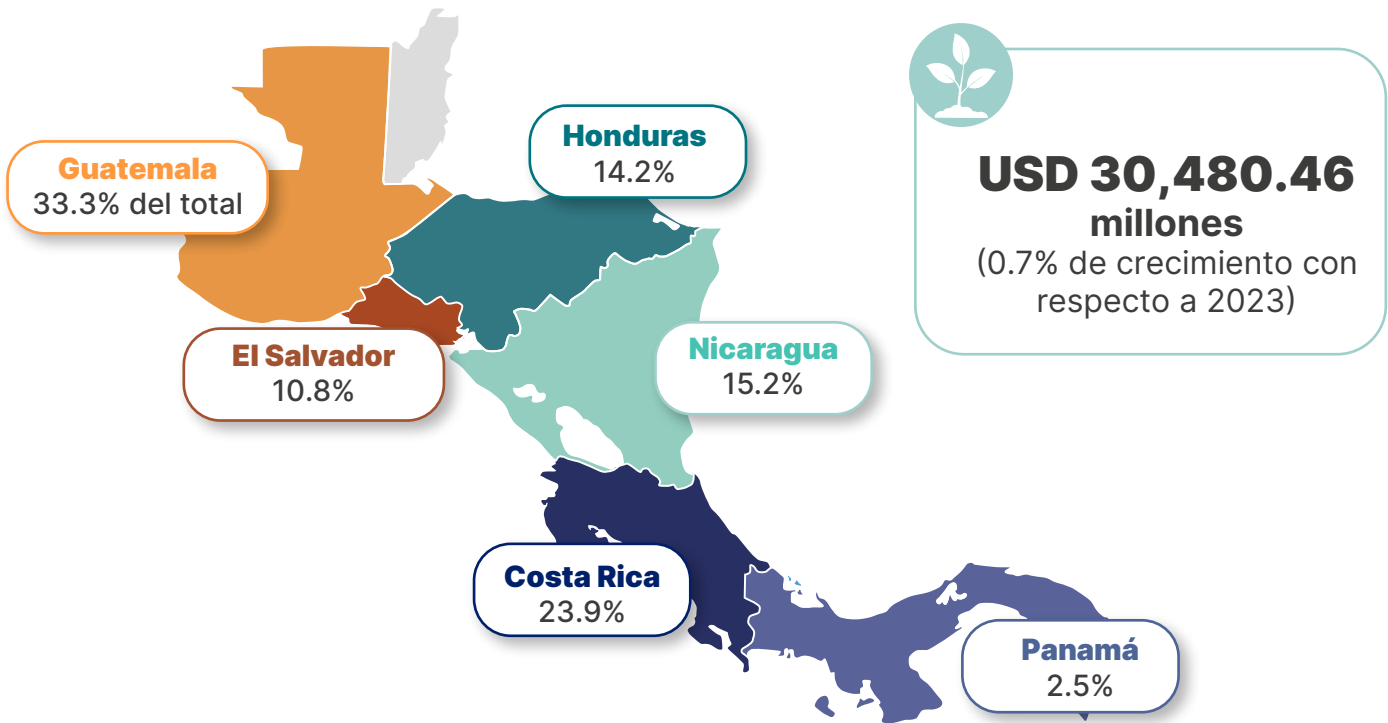 Guatemala
33.3% del total
Honduras
14.2%
El Salvador
10.8%
Nicaragua
15.2%
Costa Rica
23.9%
Panamá
2.5%
USD 30,480.46
millones
(0.7% de crecimiento con
respecto a 2023)